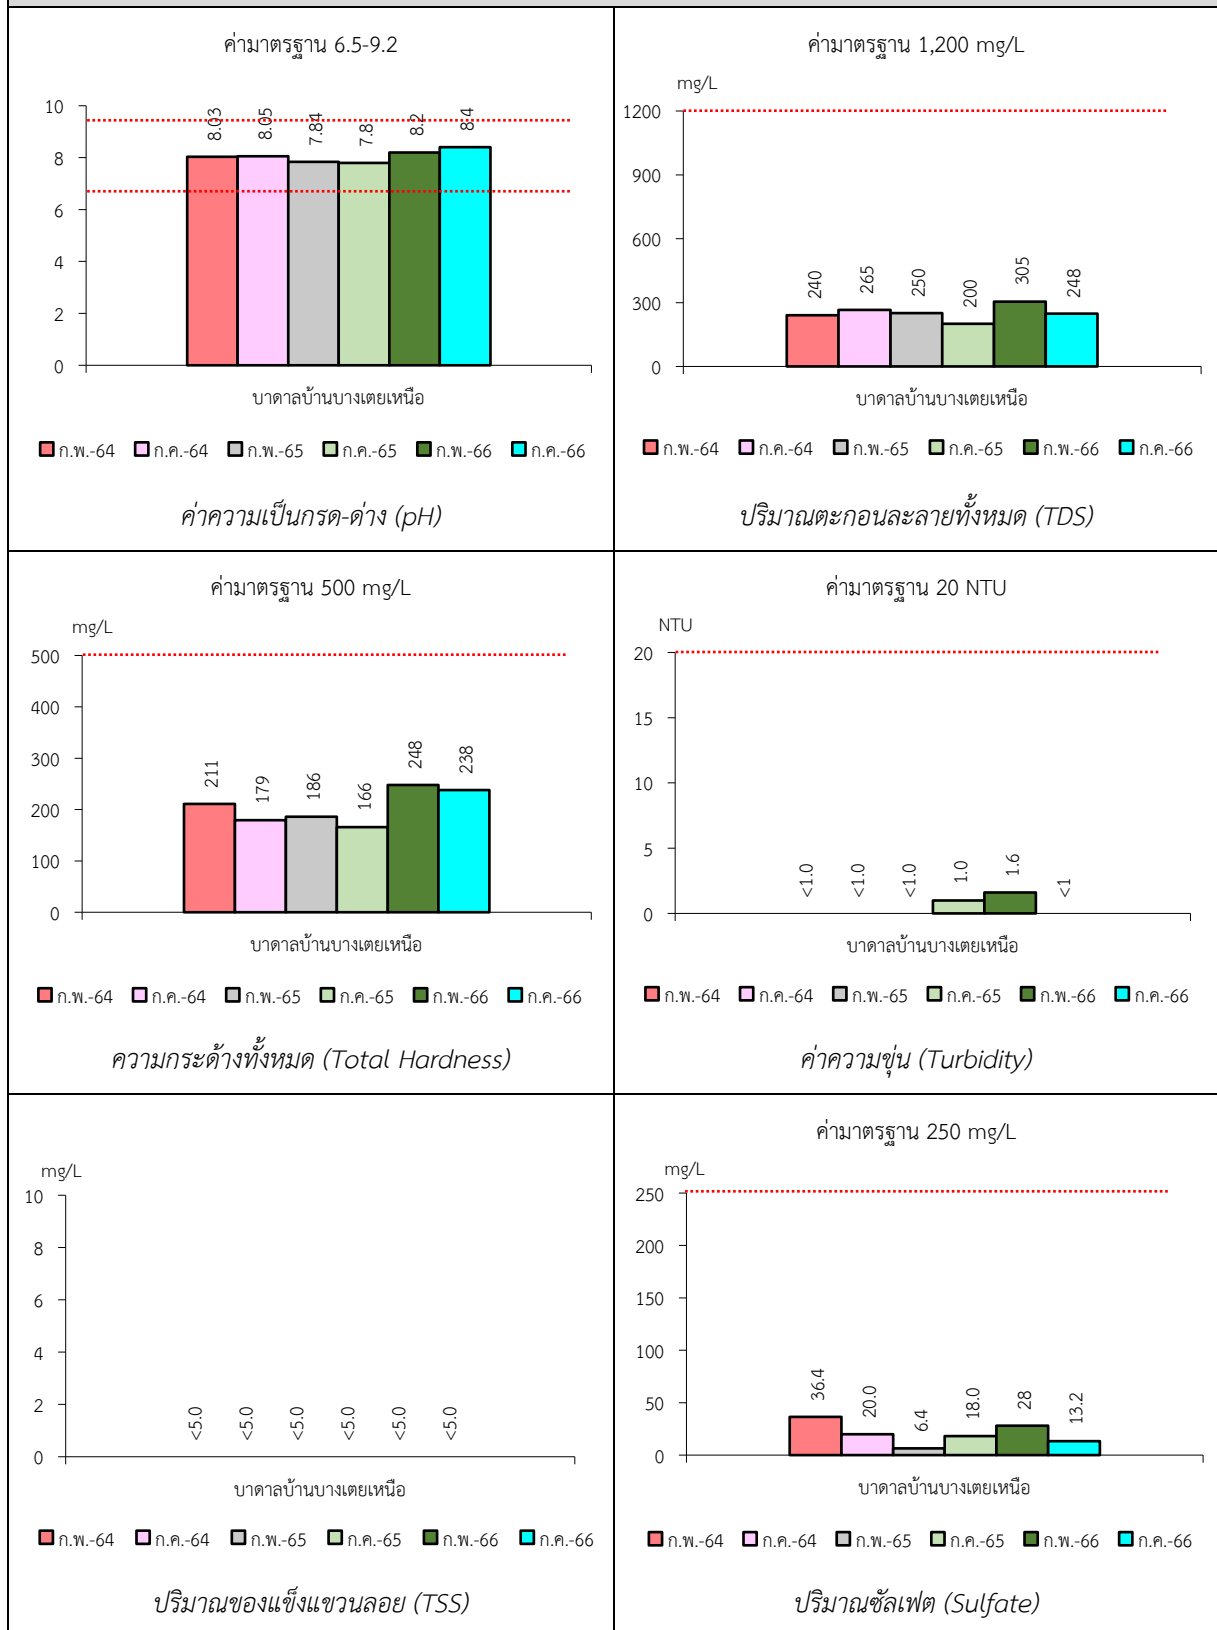 ค่ามาตรฐาน 6.5-9.2
10
8
6
4
2
0
8.03
8.05
7.84
7.8
8.2
8.4
บาดาลบ้านบางเตยเหนือ
ก.พ.-64 ก.ค.-64 ก.พ.-65 ก.ค.-65 ก.พ.-66 ก.ค.-66
ค่าความเป็นกรด-ด่าง (pH)
ค่ามาตรฐาน 1,200 mg/L
mg/L
1200
900
600
300
0
240
265
250
200
305
248
บาดาลบ้านบางเตยเหนือ
ก.พ.-64 ก.ค.-64 ก.พ.-65 ก.ค.-65 ก.พ.-66 ก.ค.-66
ปริมาณตะกอนละลายทั้งหมด (TDS)
ค่ามาตรฐาน 500 mg/L
mg/L
500
400
300
200
100
0
211
179
186
166
248
238
บาดาลบ้านบางเตยเหนือ
ก.พ.-64 ก.ค.-64 ก.พ.-65 ก.ค.-65 ก.พ.-66 ก.ค.-66
ความกระด้างทั้งหมด (Total Hardness)
ค่ามาตรฐาน 20 NTU
NTU
20
15
10
5
0
<1.0
<1.0
<1.0
1.0
1.6
<1
บาดาลบ้านบางเตยเหนือ
ก.พ.-64 ก.ค.-64 ก.พ.-65 ก.ค.-65 ก.พ.-66 ก.ค.-66
ค่าความขุ่น (Turbidity)
mg/L
10
8
6
4
2
0
<5.0
<5.0
<5.0
<5.0
<5.0
<5.0
บาดาลบ้านบางเตยเหนือ
ก.พ.-64 ก.ค.-64 ก.พ.-65 ก.ค.-65 ก.พ.-66 ก.ค.-66
ปริมาณของแข็งแขวนลอย (TSS)
ค่ามาตรฐาน 250 mg/L
mg/L
250
200
150
100
50
0
36.4
20.0
6.4
18.0
28
13.2
บาดาลบ้านบางเตยเหนือ
ก.พ.-64 ก.ค.-64 ก.พ.-65 ก.ค.-65 ก.พ.-66 ก.ค.-66
ปริมาณซัลเฟต (Sulfate)